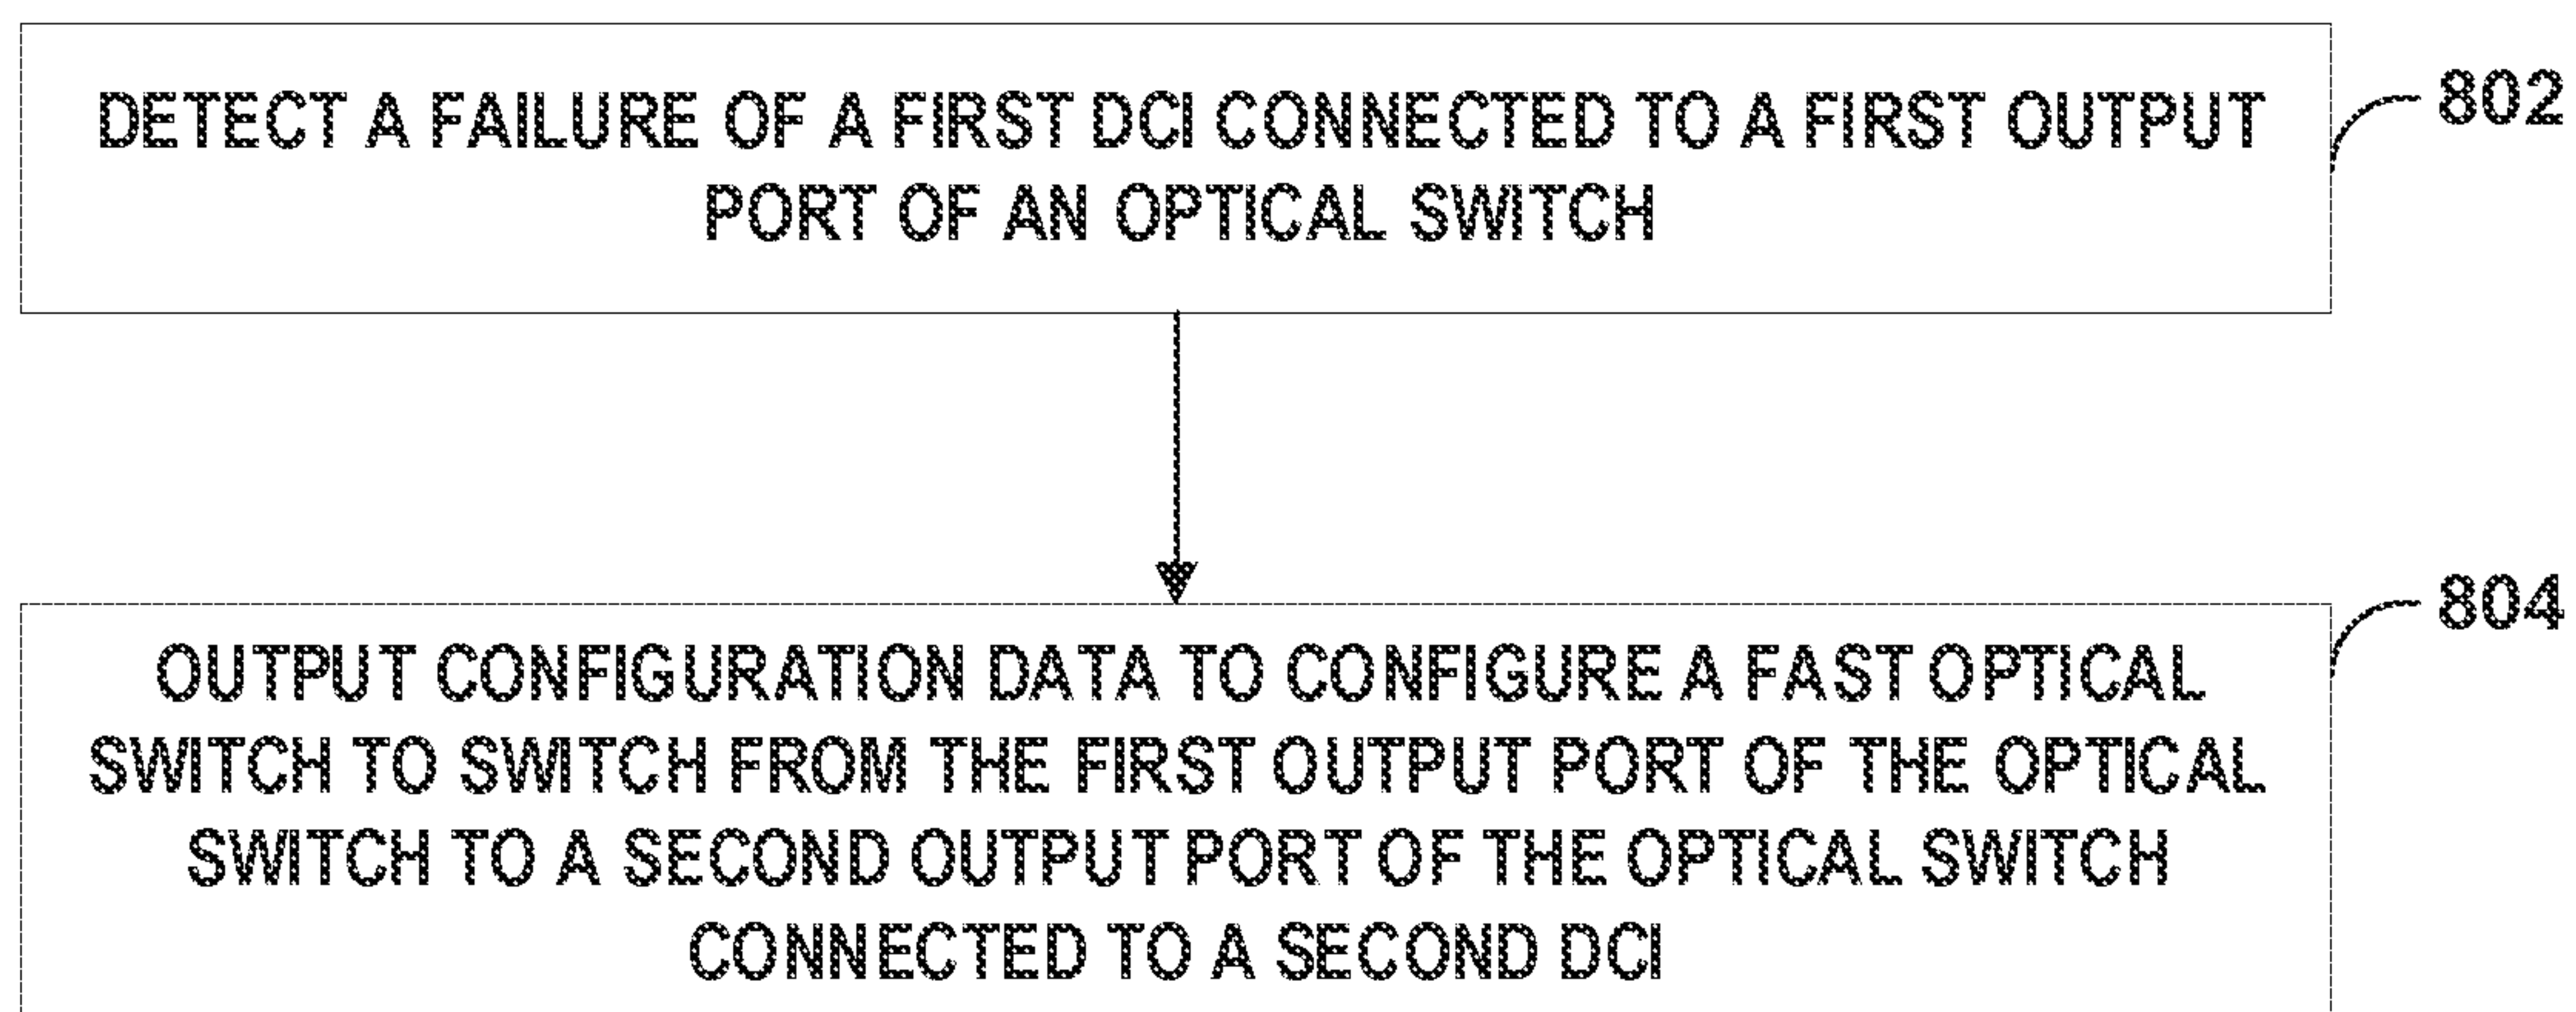 DETECT A FAILURE OF A FIRST DCI CONNECTED TO A FIRST OUTPUT
PORT OF AN OPTICAL SWITCH
802
OUTPUT CONFIGURATION DATA TO CONFIGURE A FAST OPTICAL
SWITCH TO SWITCH FROM THE FIRST OUTPUT PORT OF THE OPTICAL
SWITCH TO A SECOND OUTPUT PORT OF THE OPTICAL SWITCH
CONNECTED TO A SECOND DCI
804